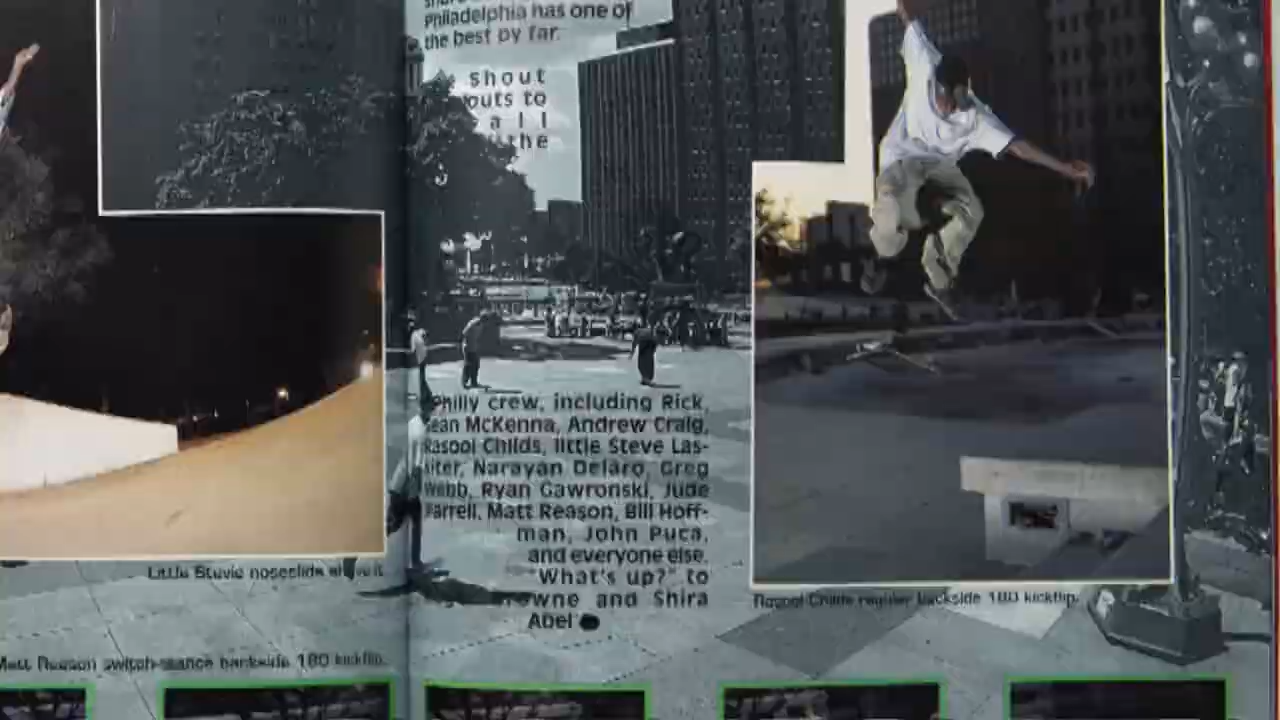 Philadelphia has one of
the best by far.
shout
outs to
all
the
Philly crew, including Rick,
Sean McKenna, Andrew Craig,
Rasool Childs, little Steve Las-
siter, Narayan Delaro, Greg
Webb, Ryan Gawronski, Jude
Farrell, Matt Reason, Bill Hoff-
man, John Puca,
and everyone else.
"What's up?" to
and Shira
Abel
Little Stevie noseslide
Rasool Childs regular backside 180 kickflip.
Matt Reason switch-stance backside 180 kickflip.